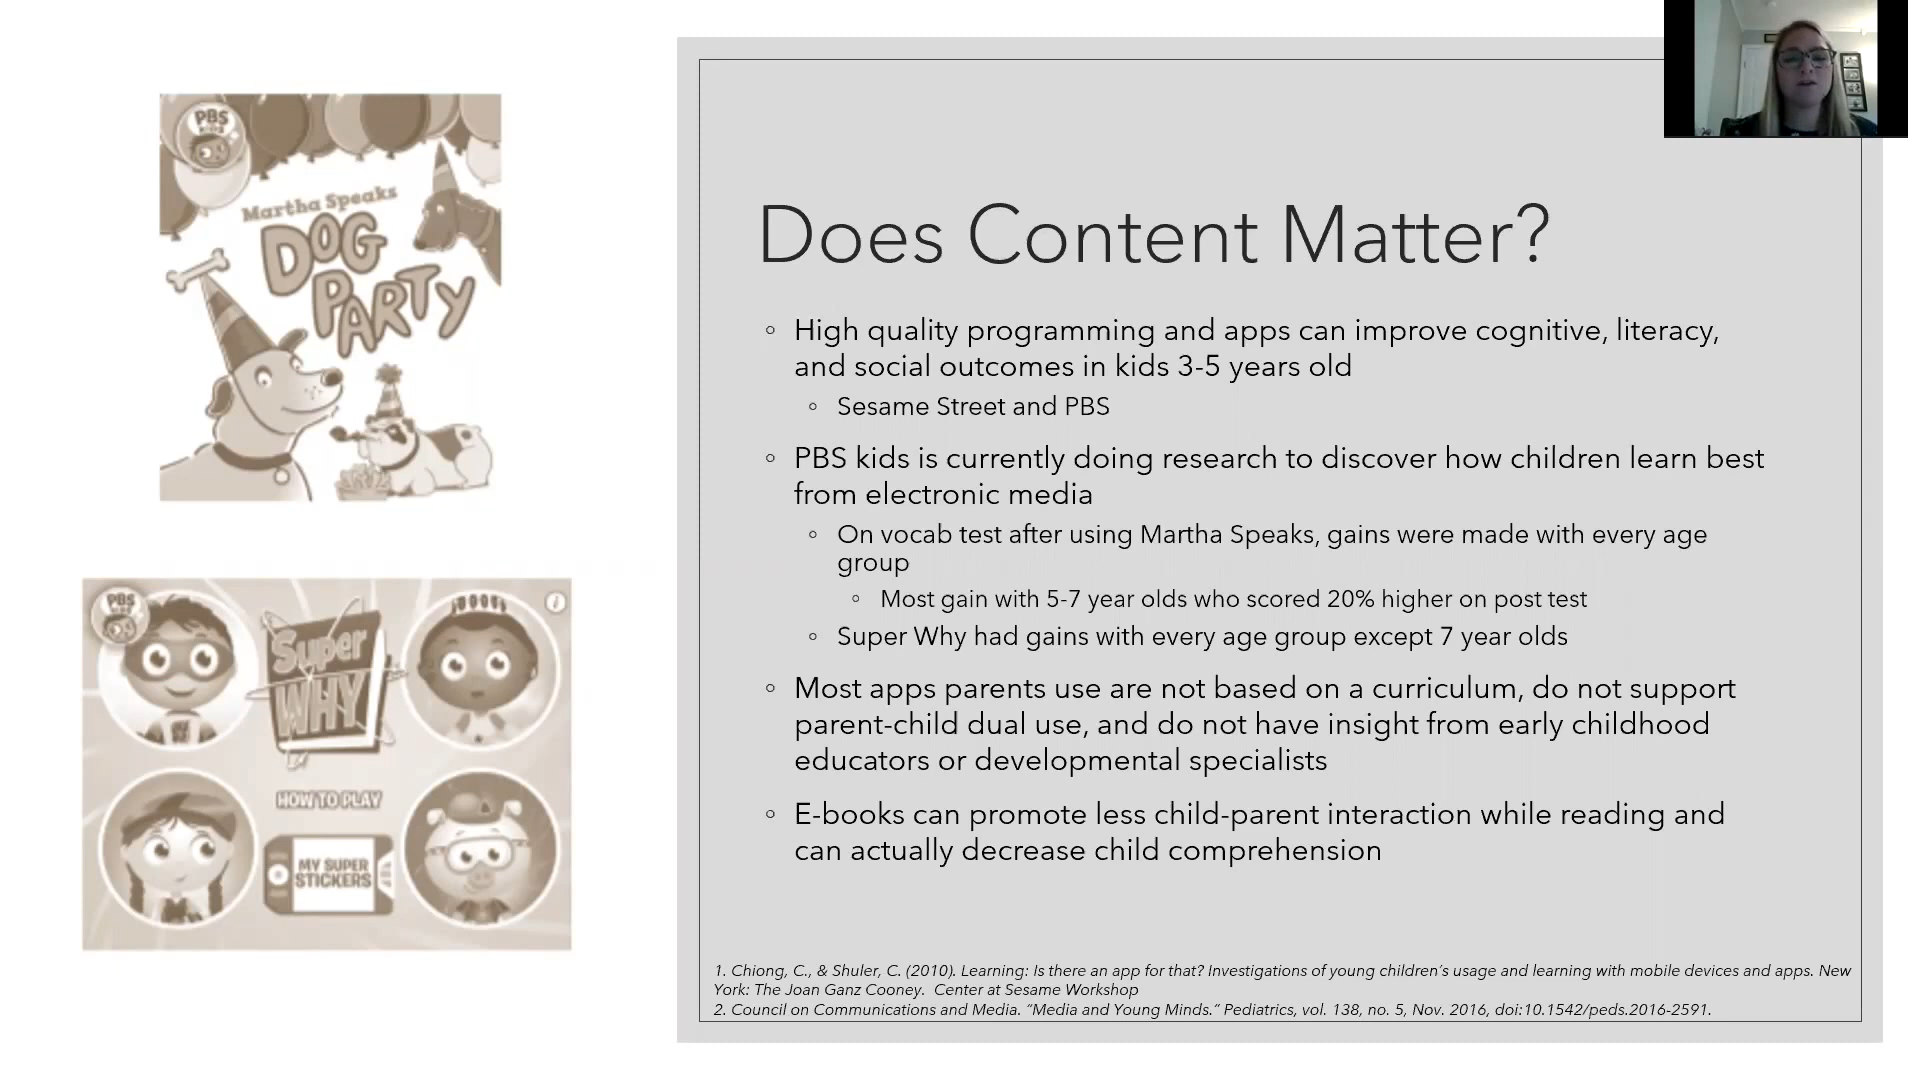 PBS
KIDS
Martha Speaks
DOG
PARTY
PBS
KIDS
i
Super
WHY
HOW TO PLAY
MY SUPER
STICKERS
Does Content Matter?
◦ High quality programming and apps can improve cognitive, literacy,
and social outcomes in kids 3-5 years old
◦ Sesame Street and PBS
◦ PBS kids is currently doing research to discover how children learn best
from electronic media
◦ On vocab test after using Martha Speaks, gains were made with every age
group
◦ Most gain with 5-7 year olds who scored 20% higher on post test
◦ Super Why had gains with every age group except 7 year olds
◦ Most apps parents use are not based on a curriculum, do not support
parent-child dual use, and do not have insight from early childhood
educators or developmental specialists
◦ E-books can promote less child-parent interaction while reading and
can actually decrease child comprehension
1. Chiong, C., & Shuler, C. (2010). Learning: Is there an app for that? Investigations of young children's usage and learning with mobile devices and apps. New
York: The Joan Ganz Cooney. Center at Sesame Workshop
2. Council on Communications and Media. “Media and Young Minds.” Pediatrics, vol. 138, no. 5, Nov. 2016, doi:10.1542/peds.2016-2591.